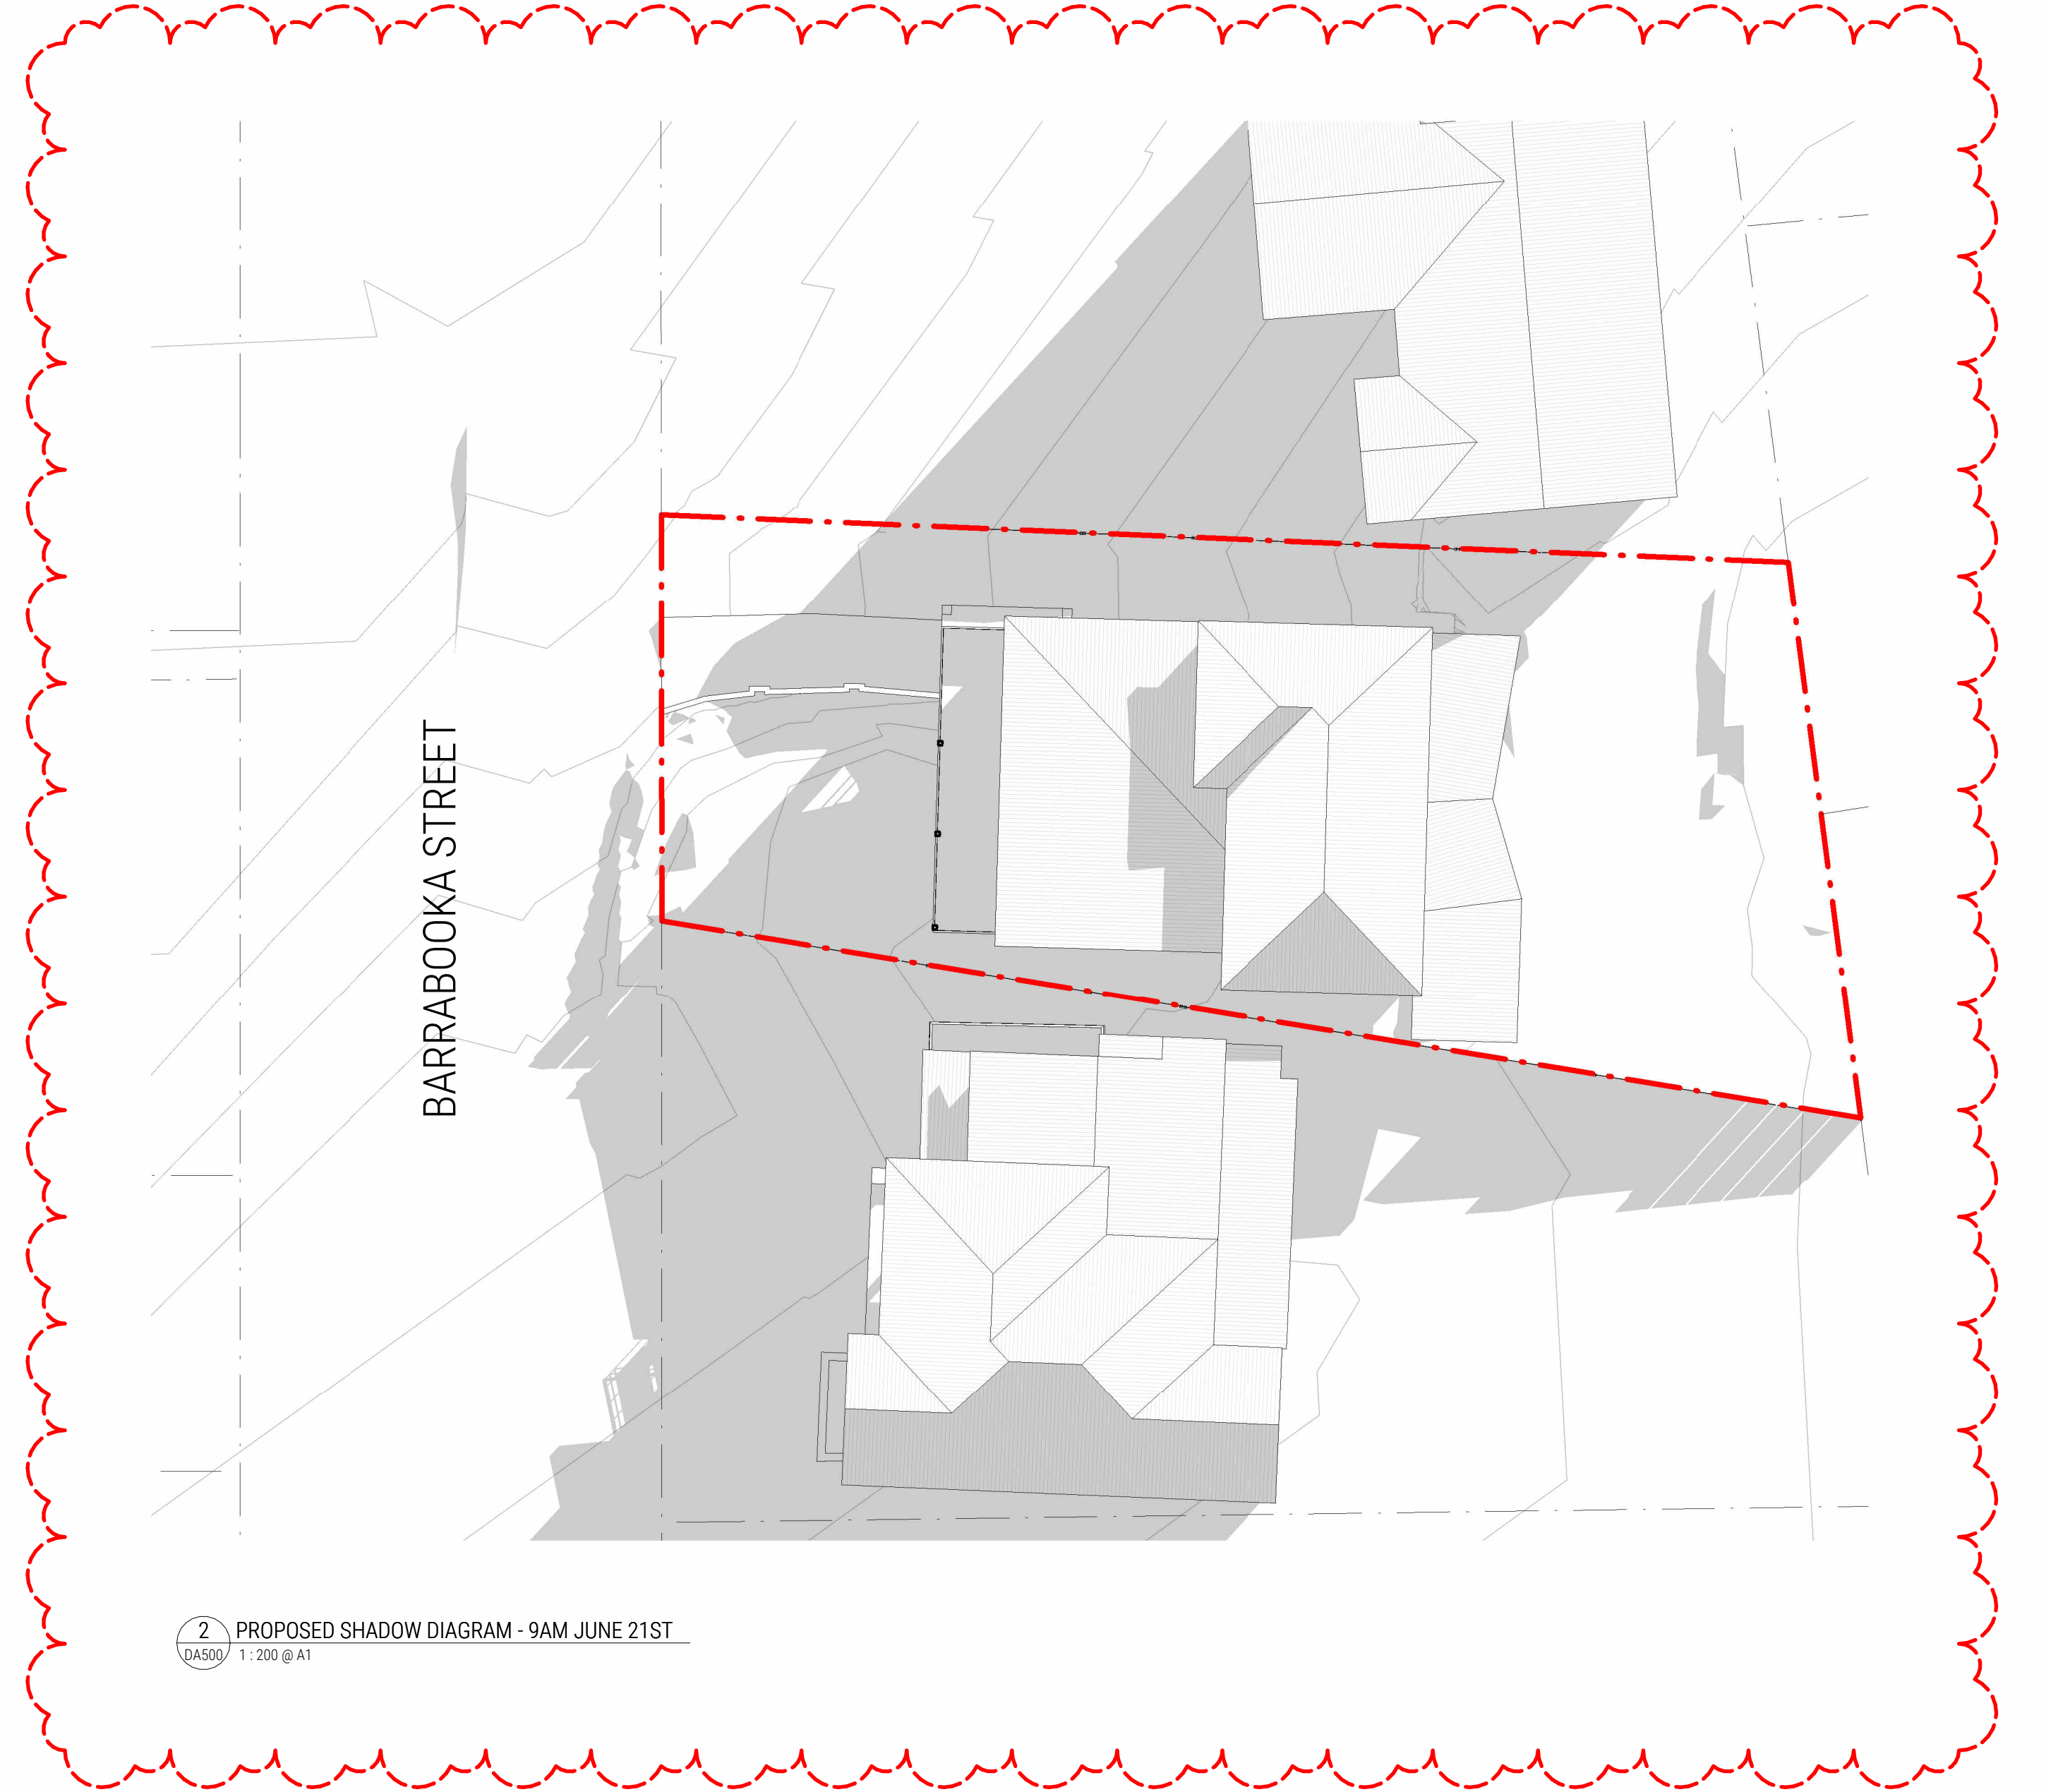 BARRABOOKA STREET
2 PROPOSED SHADOW DIAGRAM - 9AM JUNE 21ST
DA500 1 : 200 @ A1